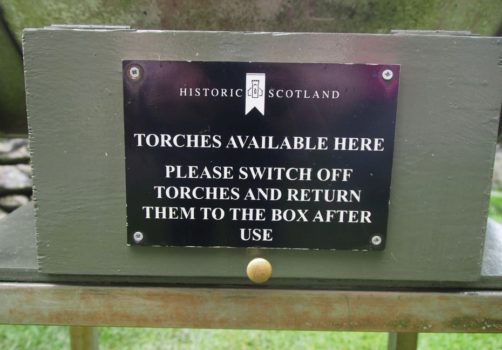 HISTORIC SCOTLAND
TORCHES AVAILABLE HERE
PLEASE SWITCH OFF
TORCHES AND RETURN
THEM TO THE BOX AFTER
USE